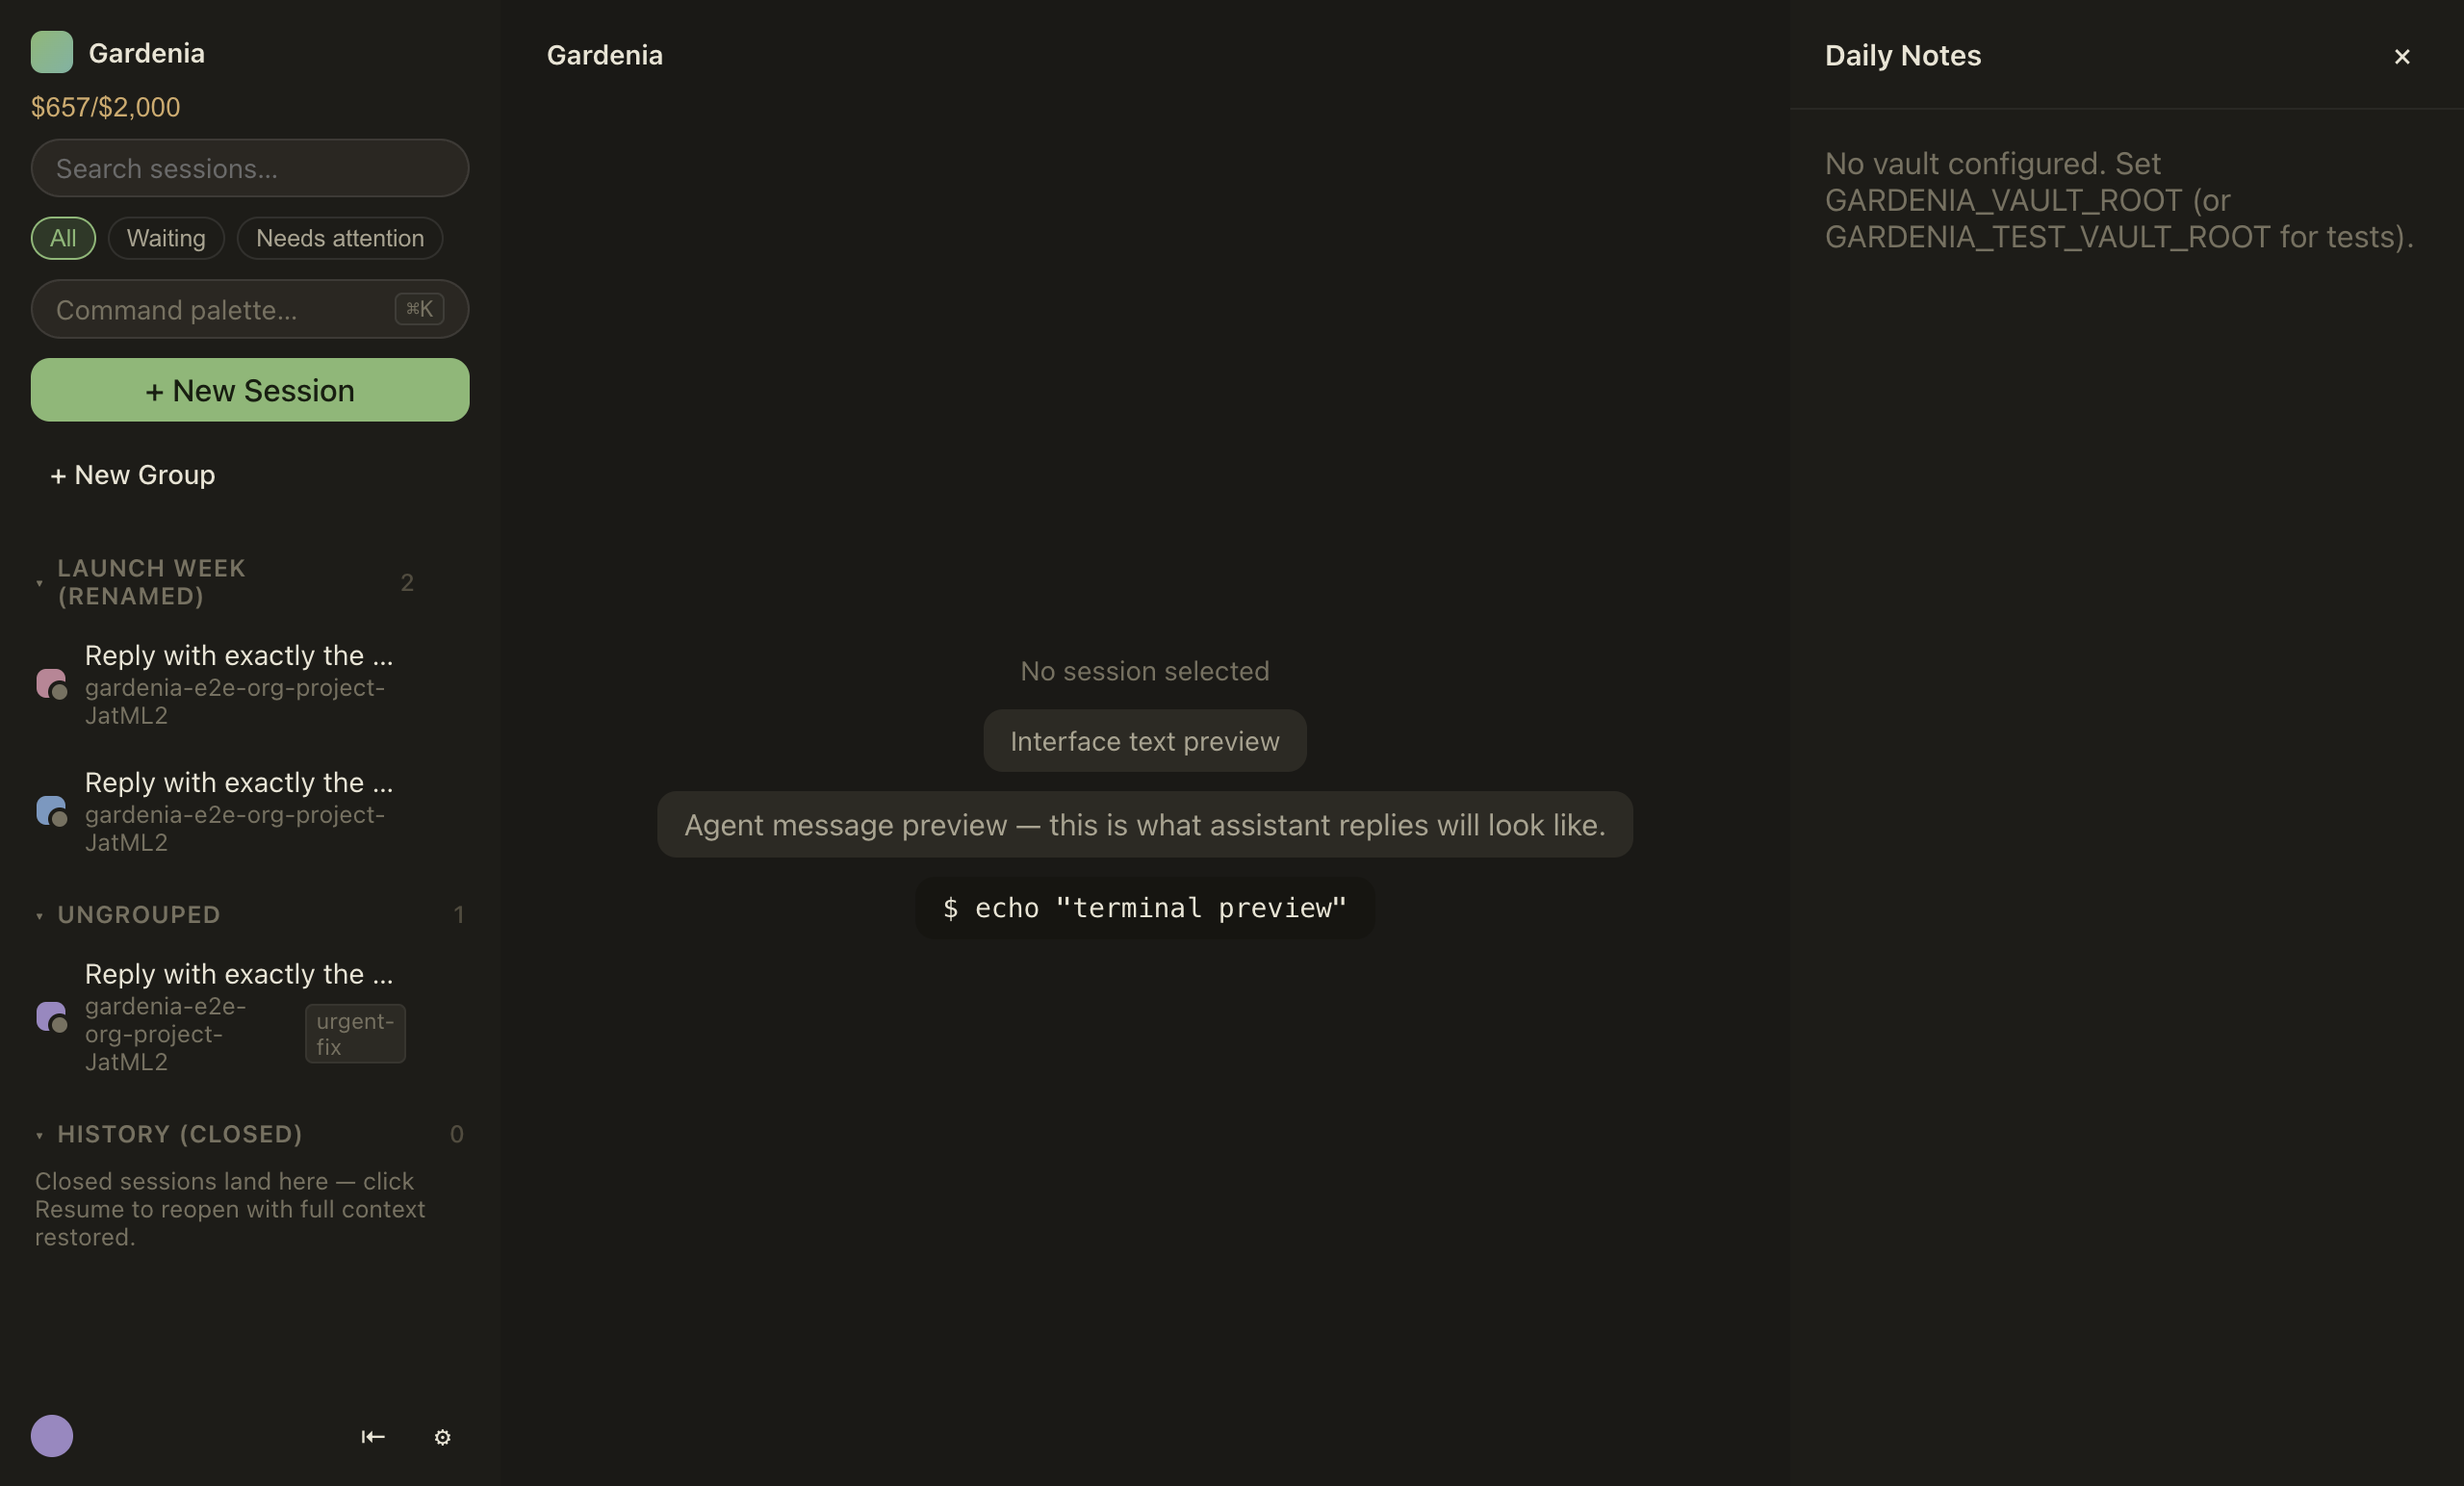 Gardenia
$657/$2,000
Search sessions...
All
Waiting
Needs attention
Command palette...
⌘K
+ New Session
+ New Group
LAUNCH WEEK
(RENAMED)
2
Reply with exactly the ...
gardenia-e2e-org-project-
JatML2
Reply with exactly the ...
gardenia-e2e-org-project-
JatML2
UNGROUPED
1
Reply with exactly the ...
gardenia-e2e-
org-project-
JatML2
urgent-
fix
HISTORY (CLOSED)
0
Closed sessions land here — click
Resume to reopen with full context
restored.
Gardenia
No session selected
Interface text preview
Agent message preview — this is what assistant replies will look like.
$ echo "terminal preview"
Daily Notes
×
No vault configured. Set
GARDENIA_VAULT_ROOT (or
GARDENIA_TEST_VAULT_ROOT for tests).